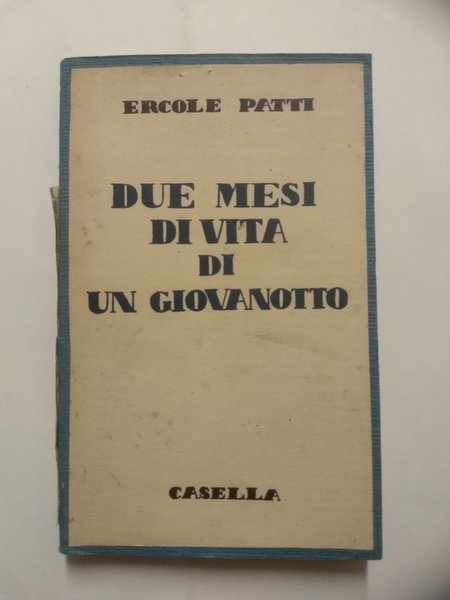 ERCOLE PATTI
DUE MESI
DI VITA
DI
UN GIOVANOTTO
CASELLA